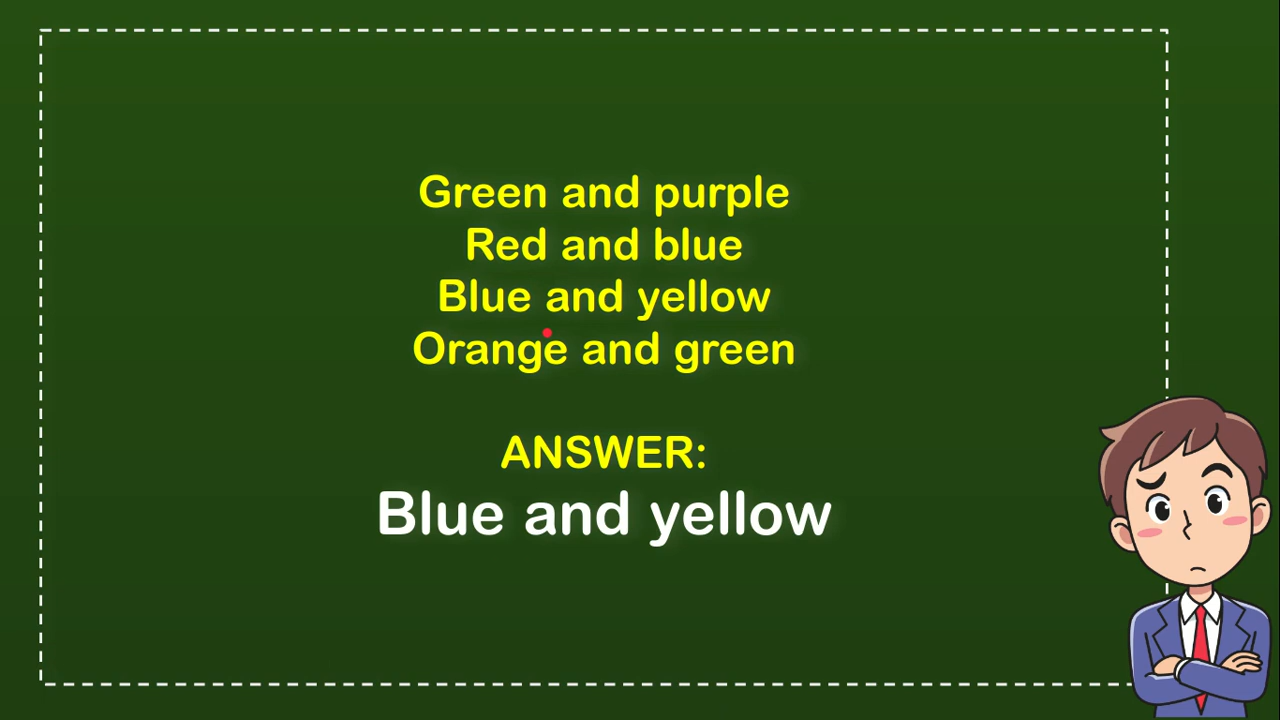 Green and purple
Red and blue
Blue and yellow
Orange and green
ANSWER:
Blue and yellow